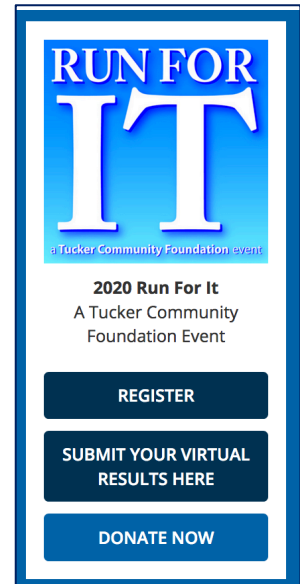 RUN FOR
IT
a Tucker Community Foundation event
2020 Run For It
A Tucker Community
Foundation Event
REGISTER
SUBMIT YOUR VIRTUAL
RESULTS HERE
DONATE NOW